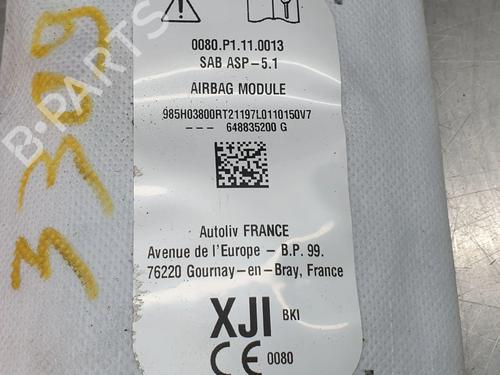 0080.P1.11.0013
SAB ASP-5.1
AIRBAG MODULE
985H03800RT21197L0110150V7
--- 648835200 G
Autoliv FRANCE
Avenue de l'Europe - B.P. 99.
76220 Gournay-en-Bray, France
XJI BKI
CE 0080
3309
B-PARTS